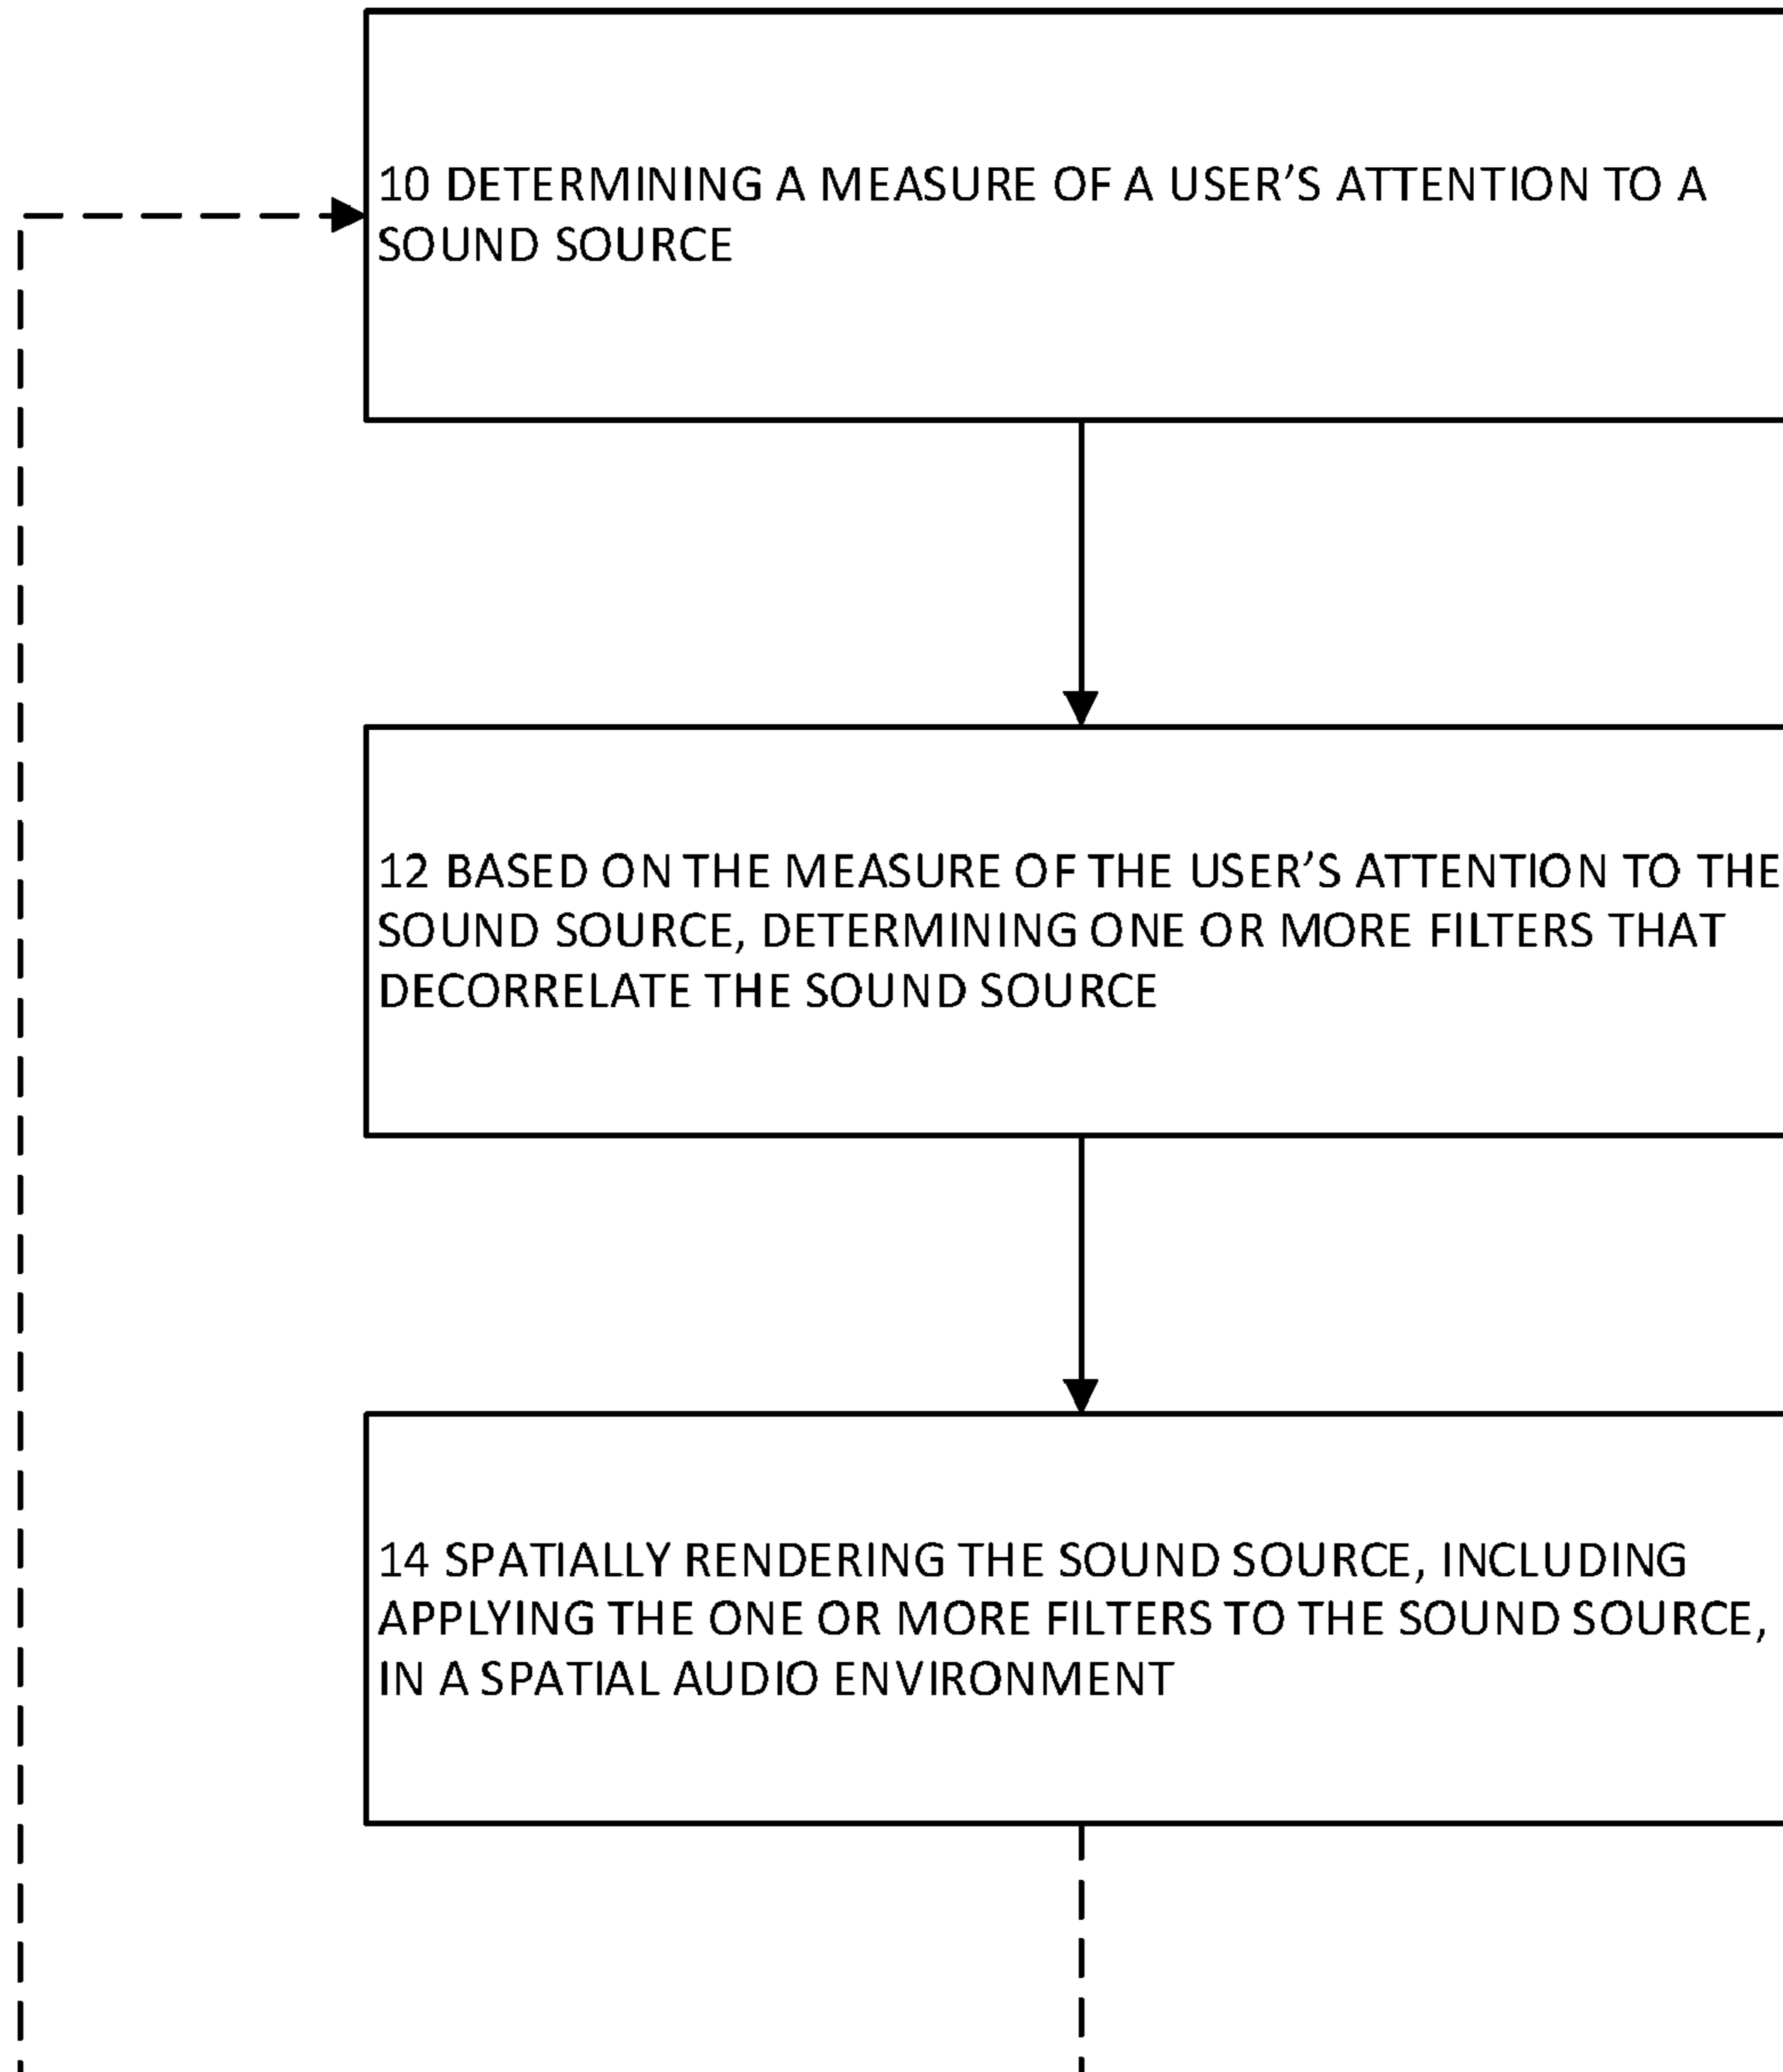 10 DETERMINING A MEASURE OF A USER’S ATTENTION TO A
SOUND SOURCE
12 BASED ON THE MEASURE OF THE USER’S ATTENTION TO THE
SOUND SOURCE, DETERMINING ONE OR MORE FILTERS THAT
DECORRELATE THE SOUND SOURCE
14 SPATIALLY RENDERING THE SOUND SOURCE, INCLUDING
APPLYING THE ONE OR MORE FILTERS TO THE SOUND SOURCE,
IN A SPATIAL AUDIO ENVIRONMENT